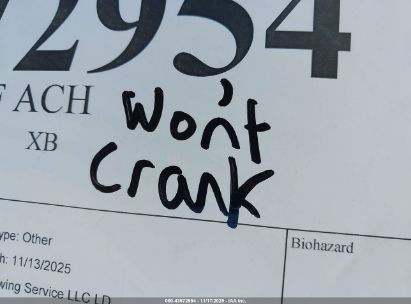 2954
ACH
XB
Won't
Crank
ype: Other
h: 11/13/2025
wing Service LLC LD
Biohazard